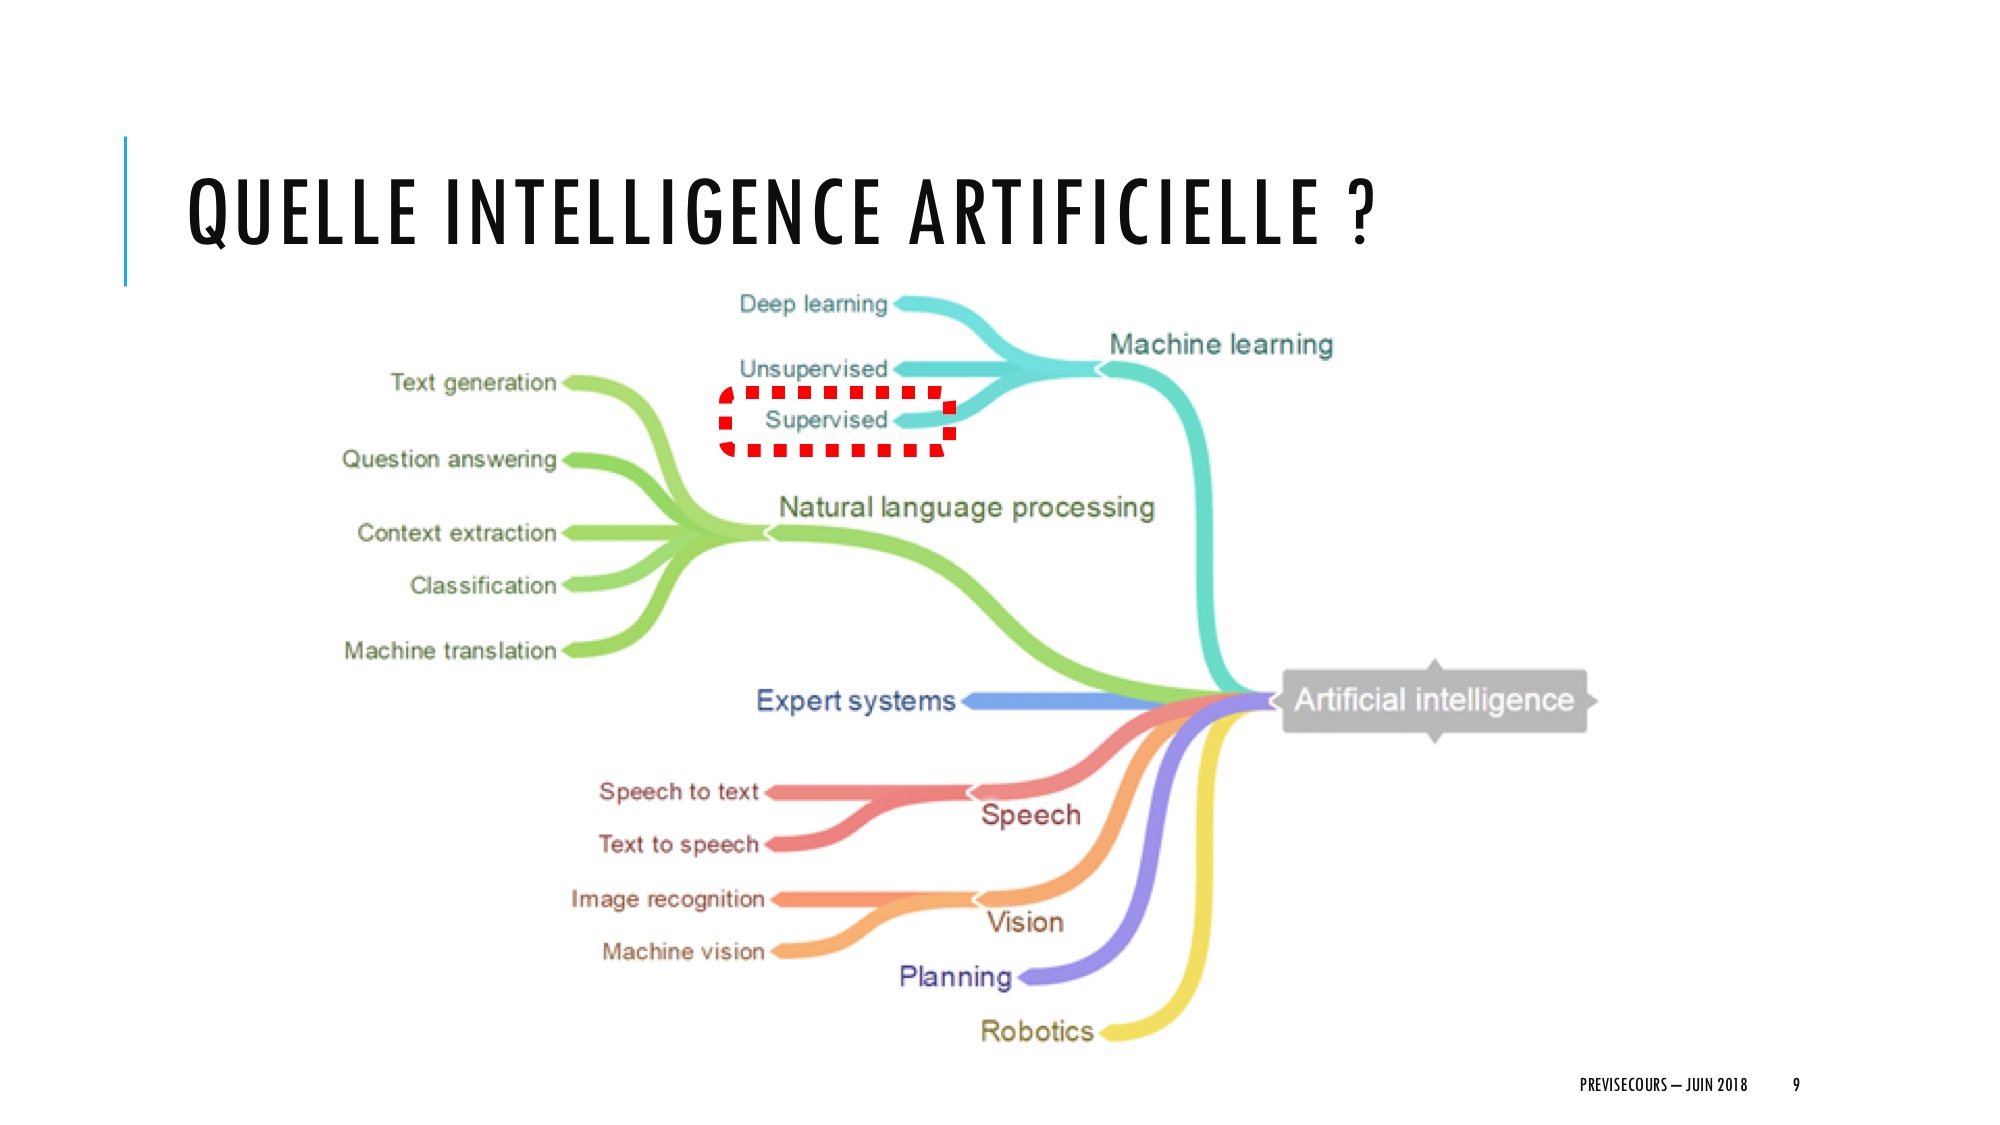 QUELLE INTELLIGENCE ARTIFICIELLE ?
Deep learning
Unsupervised
Supervised
Machine learning
Text generation
Question answering
Context extraction
Classification
Machine translation
Natural language processing
Expert systems
Artificial intelligence
Speech to text
Text to speech
Speech
Image recognition
Machine vision
Vision
Planning
Robotics
PREVISECOURS – JUIN 2018 9